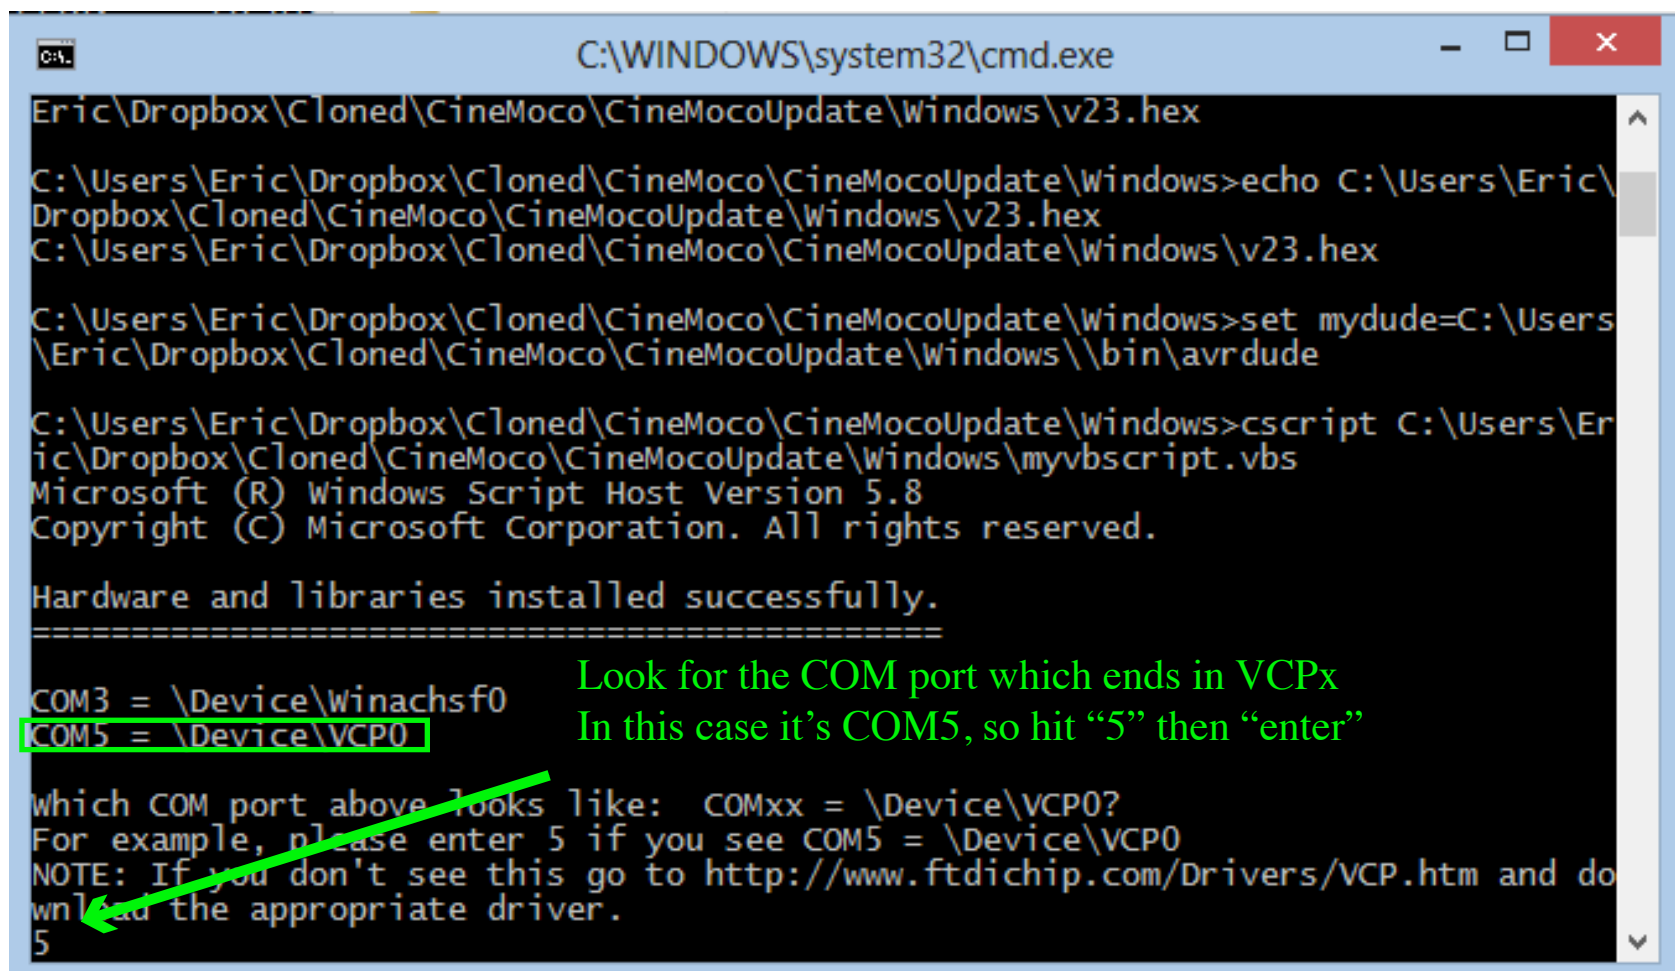 C:\WINDOWS\system32\cmd.exe
Eric\Dropbox\Cloned\CineMoco\CineMocoUpdate\Windows\v23.hex
C:\Users\Eric\Dropbox\Cloned\CineMoco\CineMocoUpdate\Windows>echo C:\Users\Eric\
Dropbox\Cloned\CineMoco\CineMocoUpdate\Windows\v23.hex
C:\Users\Eric\Dropbox\Cloned\CineMoco\CineMocoUpdate\Windows\v23.hex
C:\Users\Eric\Dropbox\Cloned\CineMoco\CineMocoUpdate\Windows>set mydude=C:\Users
\Eric\Dropbox\Cloned\CineMoco\CineMocoUpdate\Windows\\bin\avrdude
C:\Users\Eric\Dropbox\Cloned\CineMoco\CineMocoUpdate\Windows>cscript C:\Users\Er
ic\Dropbox\Cloned\CineMoco\CineMocoUpdate\Windows\myvbscript.vbs
Microsoft (R) Windows Script Host Version 5.8
Copyright (C) Microsoft Corporation. All rights reserved.
Hardware and libraries installed successfully.
==============================================
Look for the COM port which ends in VCPx
COM3 = \Device\Winachsf0
In this case it's COM5, so hit “5” then “enter”
COM5 = \Device\VCP0
Which COM port above looks like:  COMxx = \Device\VCP0?
For example, please enter 5 if you see COM5 = \Device\VCP0
NOTE: If you don't see this go to http://www.ftdichip.com/Drivers/VCP.htm and do
wnload the appropriate driver.
5